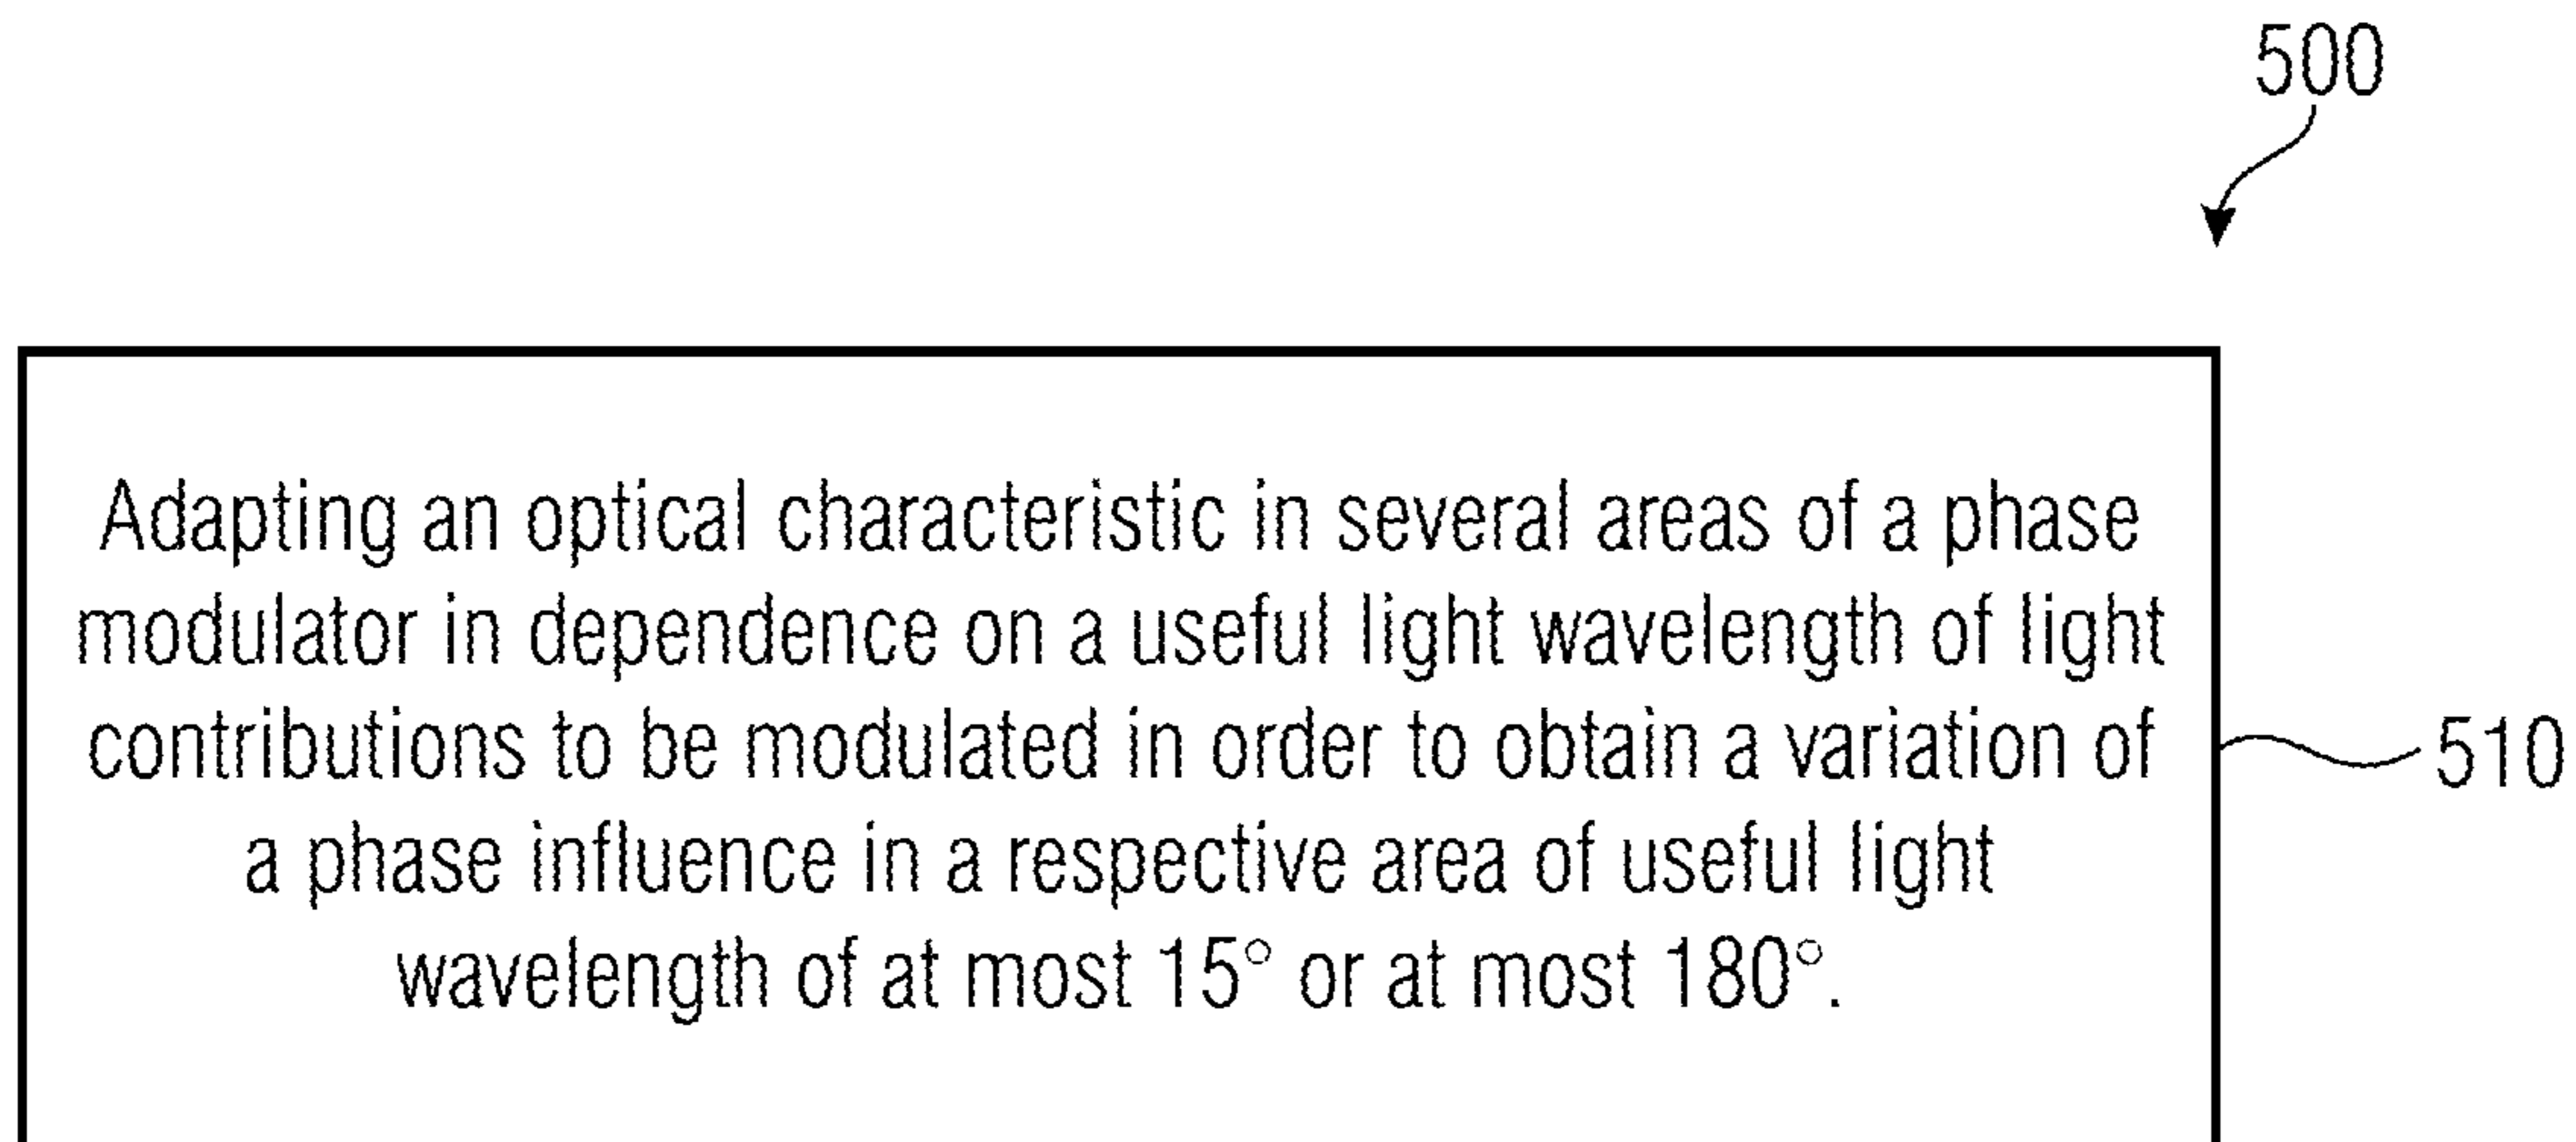 500
Adapting an optical characteristic in several areas of a phase
modulator in dependence on a useful light wavelength of light
contributions to be modulated in order to obtain a variation of
a phase influence in a respective area of useful light
wavelength of at most 15° or at most 180°.
510